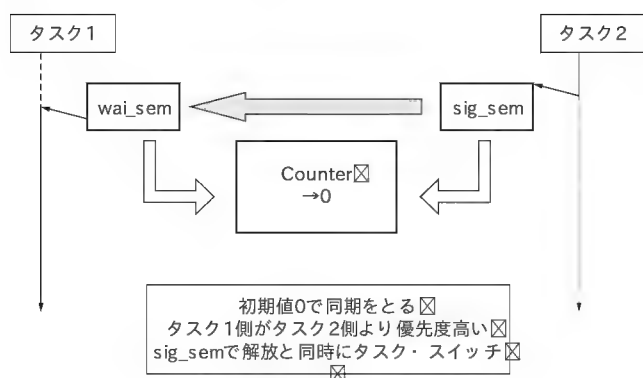 タスク1
タスク2
wai_sem
sig_sem
Counter☒
→0
初期値0で同期をとる☒
タスク1側がタスク2側より優先度高い☒
sig_semで解放と同時にタスク・スイッチ☒
☒